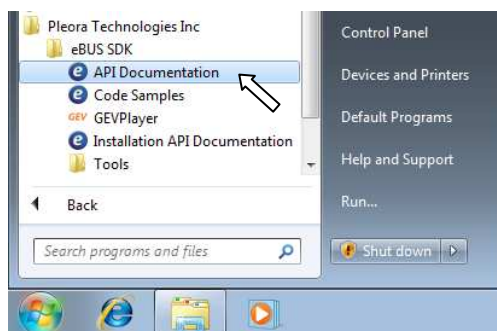 Pleora Technologies Inc
eBUS SDK
API Documentation
Code Samples
GEV GEVPlayer
Installation API Documentation
Tools
Back
Search programs and files
Control Panel
Devices and Printers
Default Programs
Help and Support
Run...
Shut down